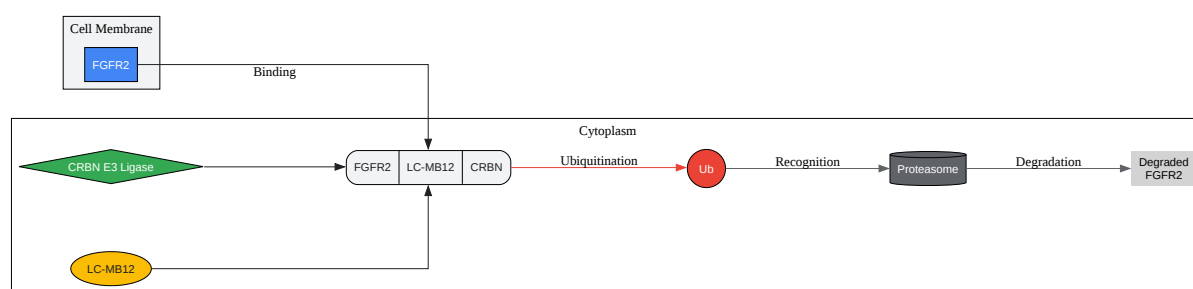 Cell Membrane
FGFR2
Binding
Cytoplasm
CRBN E3 Ligase
FGFR2
LC-MB12
CRBN
Ubiquitination
Ub
Recognition
Proteasome
Degradation
Degraded
FGFR2
LC-MB12